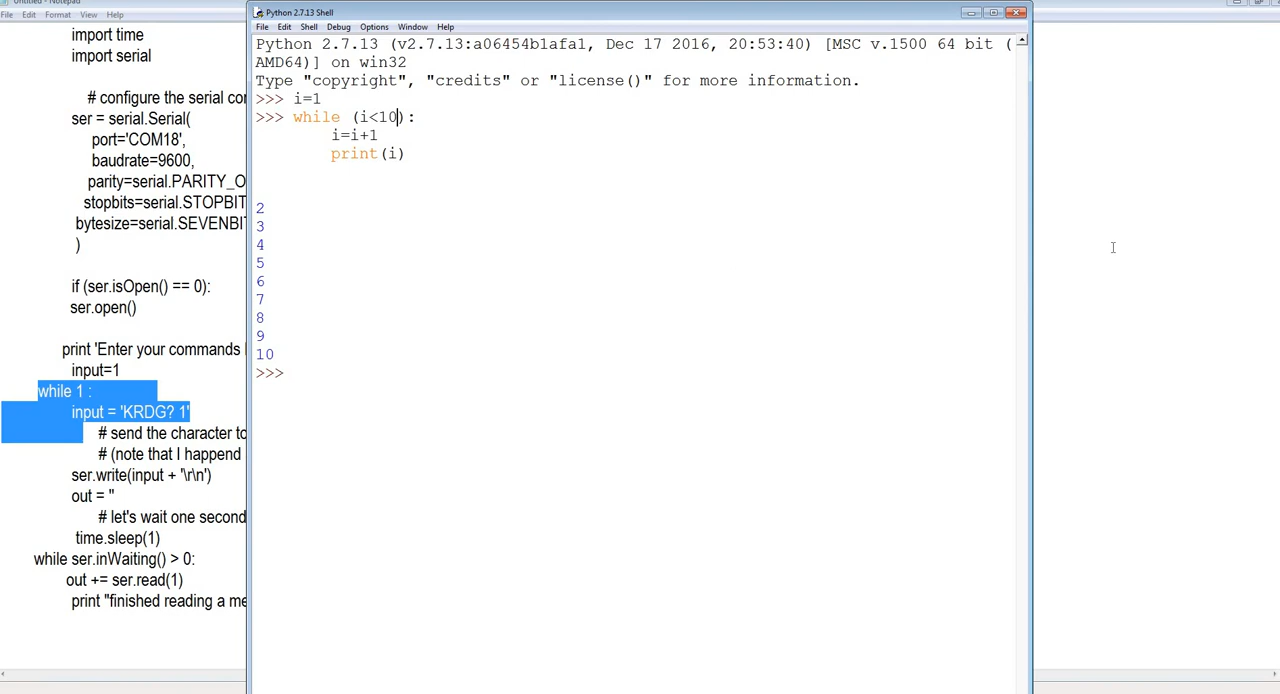 Untitled - Notepad
File Edit Format View Help
import time
import serial
# configure the serial con
ser = serial.Serial(
port='COM18',
baudrate=9600,
parity=serial.PARITY_O
stopbits=serial.STOPBIT
bytesize=serial.SEVENBIT
)
if (ser.isOpen() == 0):
ser.open()
print 'Enter your commands
input=1
while 1 :
input = 'KRDG? 1'
# send the character to
# (note that I happend
ser.write(input + '\r\n')
out = ''
# let's wait one second
time.sleep(1)
while ser.inWaiting() > 0:
out += ser.read(1)
print "finished reading a me
Python 2.7.13 Shell
File Edit Shell Debug Options Window Help
Python 2.7.13 (v2.7.13:a06454b1afa1, Dec 17 2016, 20:53:40) [MSC v.1500 64 bit (
AMD64)] on win32
Type "copyright", "credits" or "license()" for more information.
>>> i=1
>>> while (i<10):
i=i+1
print(i)
2
3
4
5
6
7
8
9
10
>>>